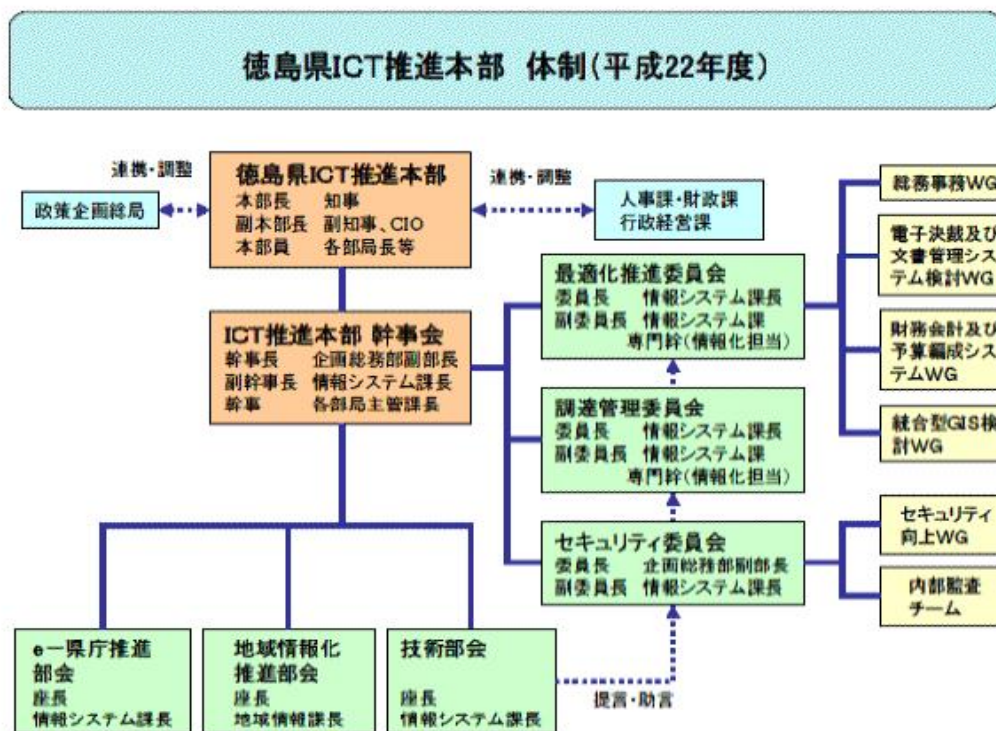 徳島県ICT推進本部 体制(平成22年度)
連携・調整
政策企画総局
徳島県ICT推進本部
本部長 知事
副本部長 副知事、CIO
本部員 各部局長等
連携・調整
人事課・財政課
行政経営課
ICT推進本部 幹事会
幹事長 企画総務部副部長
副幹事長 情報システム課長
幹事 各部局主管課長
最適化推進委員会
委員長 情報システム課長
副委員長 情報システム課
専門幹(情報化担当)
調達管理委員会
委員長 情報システム課長
副委員長 情報システム課
専門幹(情報化担当)
セキュリティ委員会
委員長 企画総務部副部長
副委員長 情報システム課長
総務事務WG
電子決裁及び
文書管理シス
テム検討WG
財務会計及び
予算編成シス
テムWG
統合型GIS検
討WG
セキュリティ
向上WG
内部監査
チーム
e－県庁推進
部会
座長
情報システム課長
地域情報化
推進部会
座長
地域情報課長
技術部会
座長
情報システム課長
提言・助言